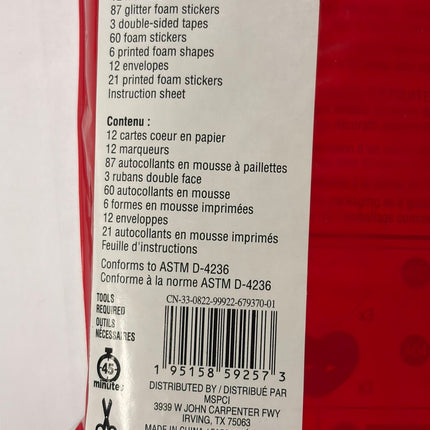 87 glitter foam stickers
3 double-sided tapes
60 foam stickers
6 printed foam shapes
12 envelopes
21 printed foam stickers
Instruction sheet
Contenu :
12 cartes coeur en papier
12 marqueurs
87 autocollants en mousse à paillettes
3 rubans double face
60 autocollants en mousse
6 formes en mousse imprimées
12 enveloppes
21 autocollants en mousse imprimés
Feuille d'instructions
Conforms to ASTM D-4236
Conforme à la norme ASTM D-4236
TOOLS
REQUIRED
OUTILS
NÉCESSAIRES
45
minutes
CN-33-0822-99922-679370-01
1 95158 59257 3
DISTRIBUTED BY / DISTRIBUÉ PAR
MSPCI
3939 W JOHN CARPENTER FWY
IRVING, TX 75063
MADE IN CHINA